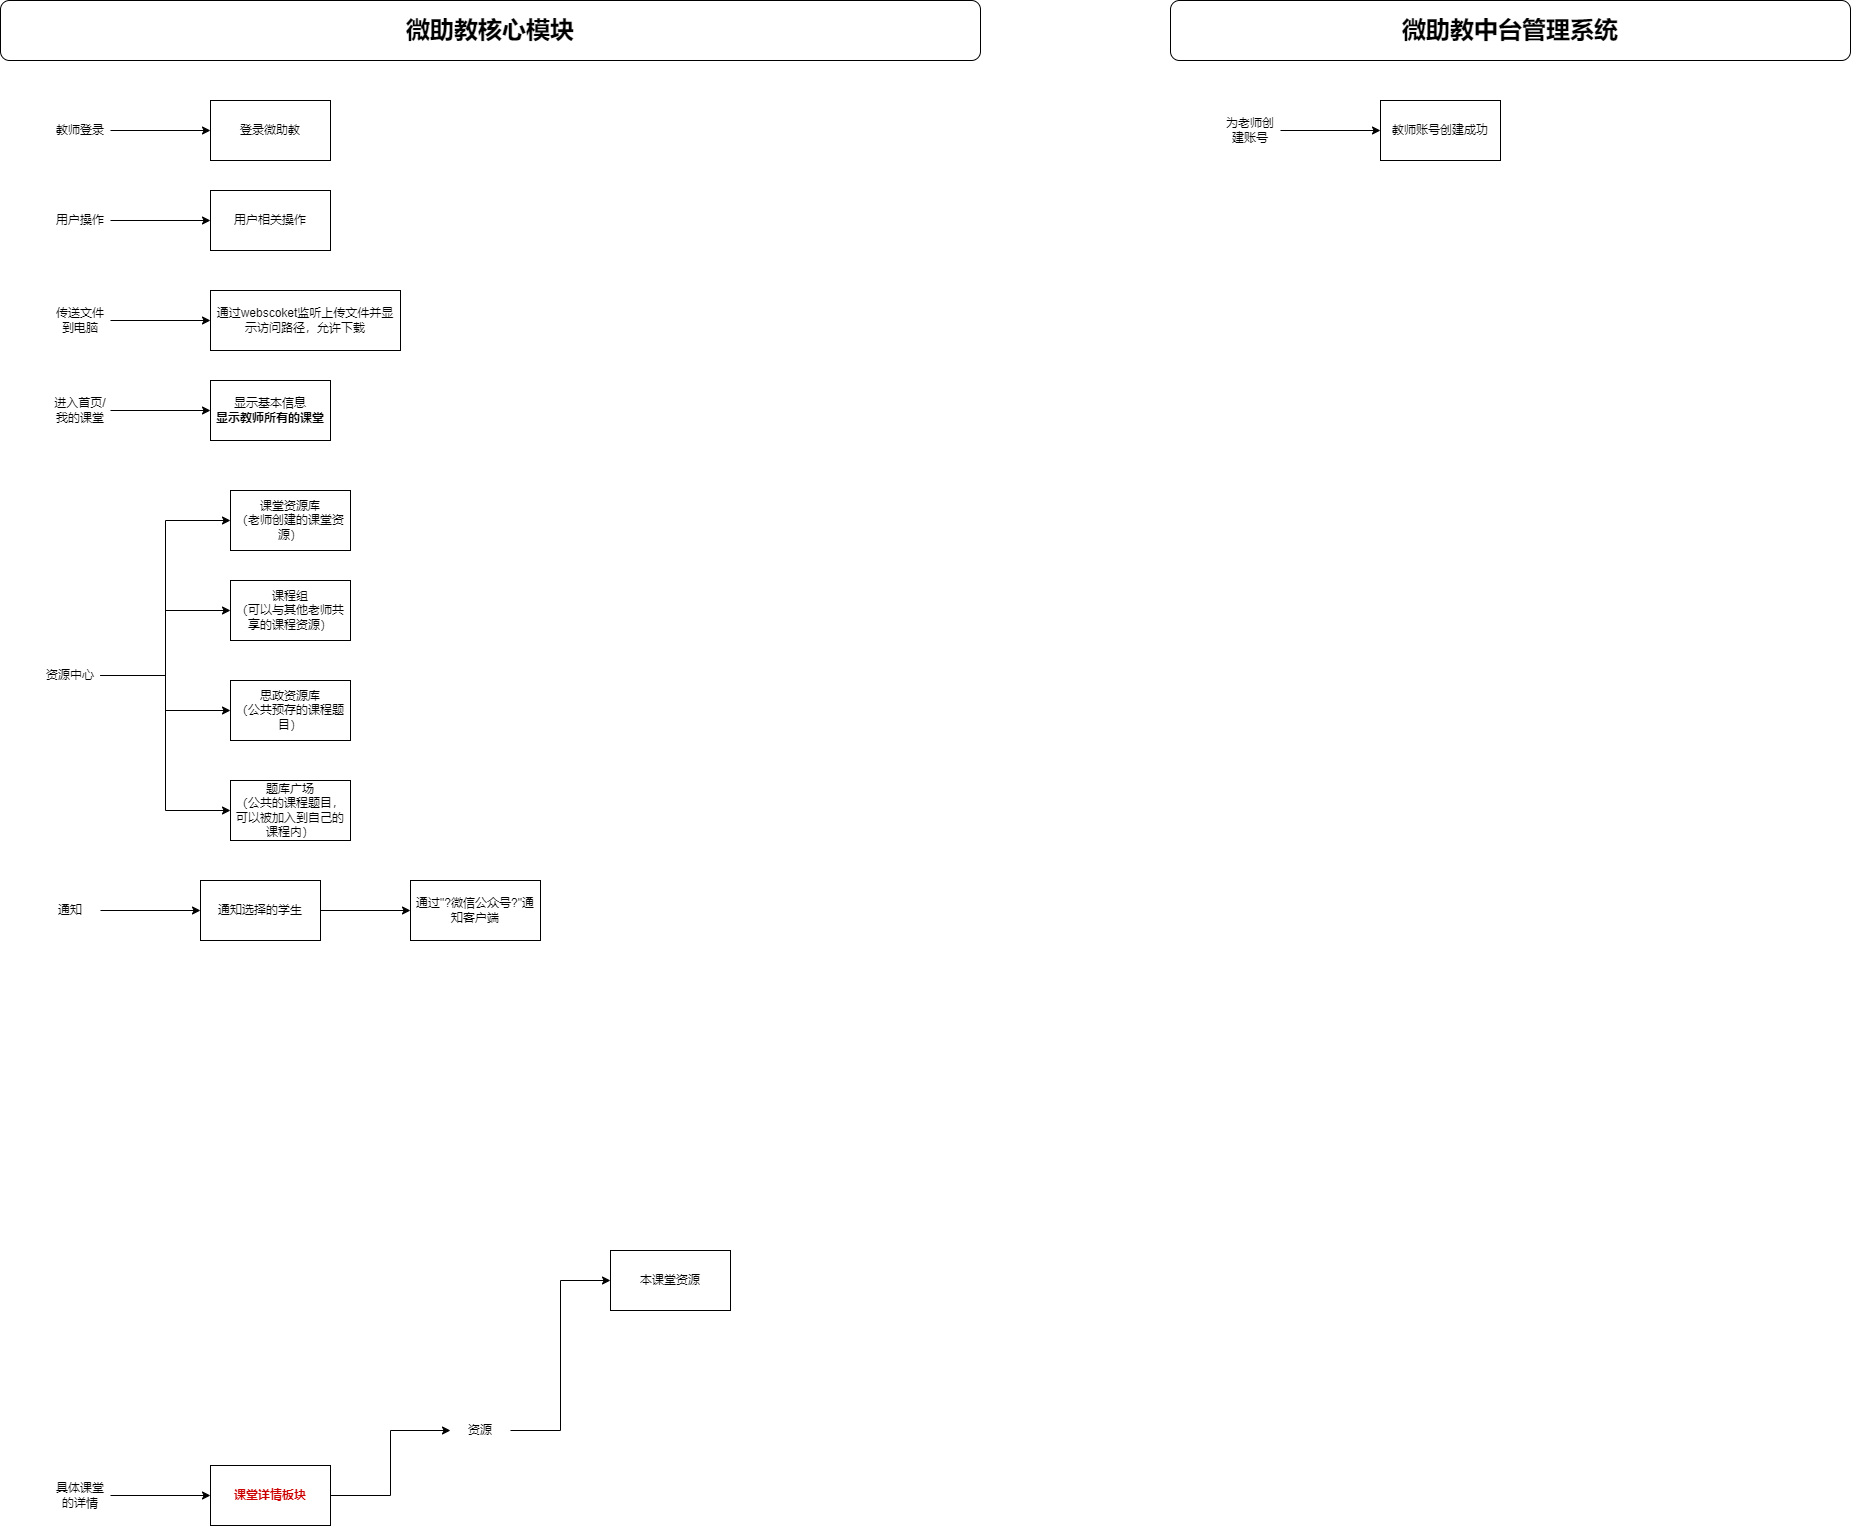 微助教核心模块
微助教中台管理系统
教师登录
登录微助教
为老师创
建账号
教师账号创建成功
用户操作
用户相关操作
传送文件
到电脑
通过webscoket监听上传文件并显
示访问路径，允许下载
进入首页/
我的课堂
显示基本信息
显示教师所有的课堂
课堂资源库
（老师创建的课堂资
源）
课程组
（可以与其他老师共
享的课程资源）
资源中心
思政资源库
（公共预存的课程题
目）
题库广场
（公共的课程题目，
可以被加入到自己的
课程内）
通知
通知选择的学生
通过"?微信公众号?"通
知客户端
本课堂资源
资源
具体课堂
的详情
课堂详情板块